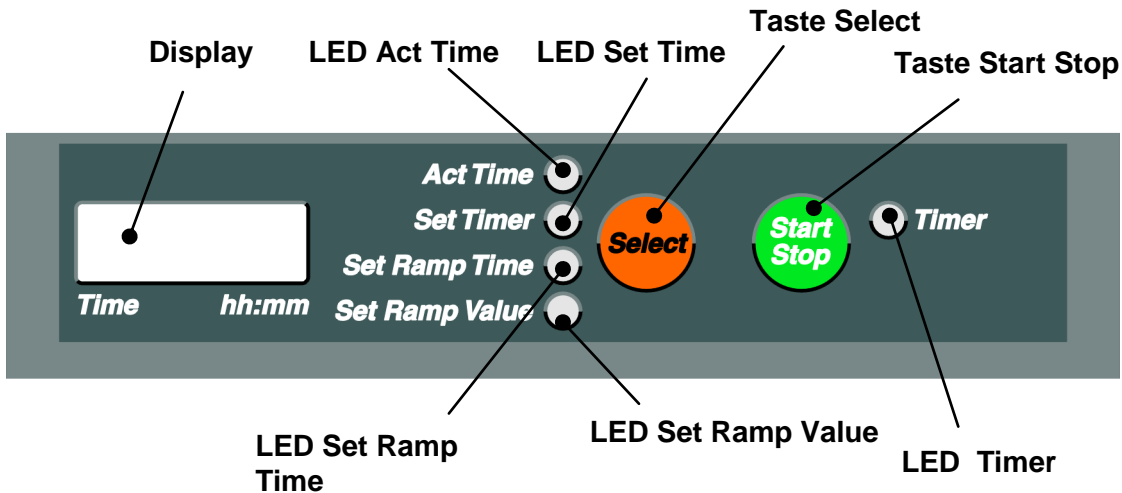 Taste Select
Display
LED Act Time
LED Set Time
Taste Start Stop
Act Time
Set Timer
Set Ramp Time
Set Ramp Value
Select
Start
Stop
Timer
Time
hh:mm
LED Set Ramp
Time
LED Set Ramp Value
LED Timer